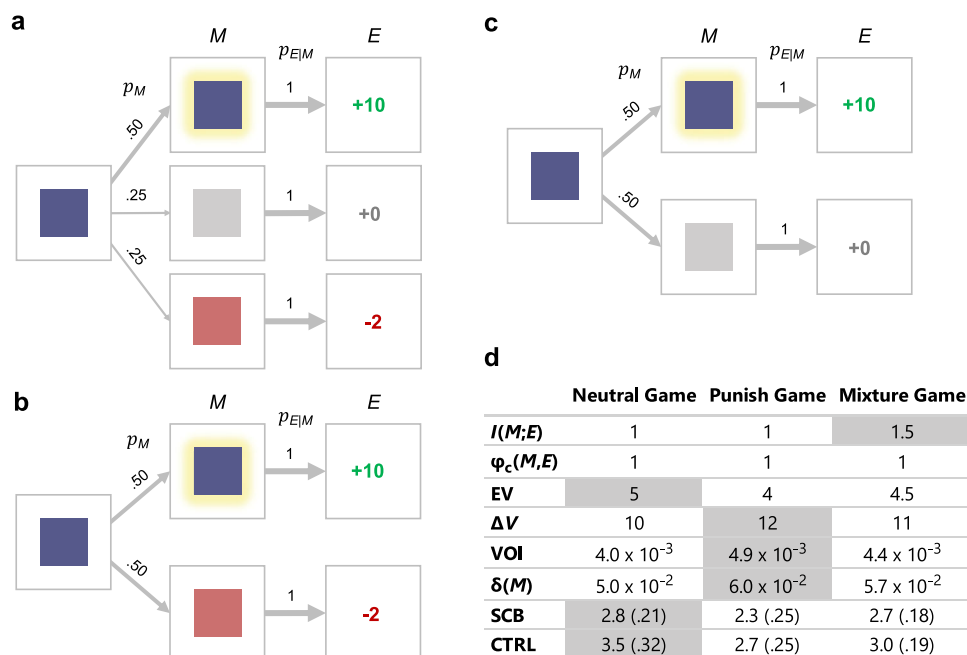 a
M
p_E|M
E
p_M
.50
1
+10
.25
1
+0
.25
1
-2
b
M
p_E|M
E
p_M
.50
1
+10
.50
1
-2
c
M
p_E|M
E
p_M
.50
1
+10
.50
1
+0
d
Neutral Game Punish Game Mixture Game
I(M;E) 1 1 1.5
φc(M,E) 1 1 1
EV 5 4 4.5
ΔV 10 12 11
VOI 4.0 x 10⁻³ 4.9 x 10⁻³ 4.4 x 10⁻³
δ(M) 5.0 x 10⁻² 6.0 x 10⁻² 5.7 x 10⁻²
SCB 2.8 (.21) 2.3 (.25) 2.7 (.18)
CTRL 3.5 (.32) 2.7 (.25) 3.0 (.19)